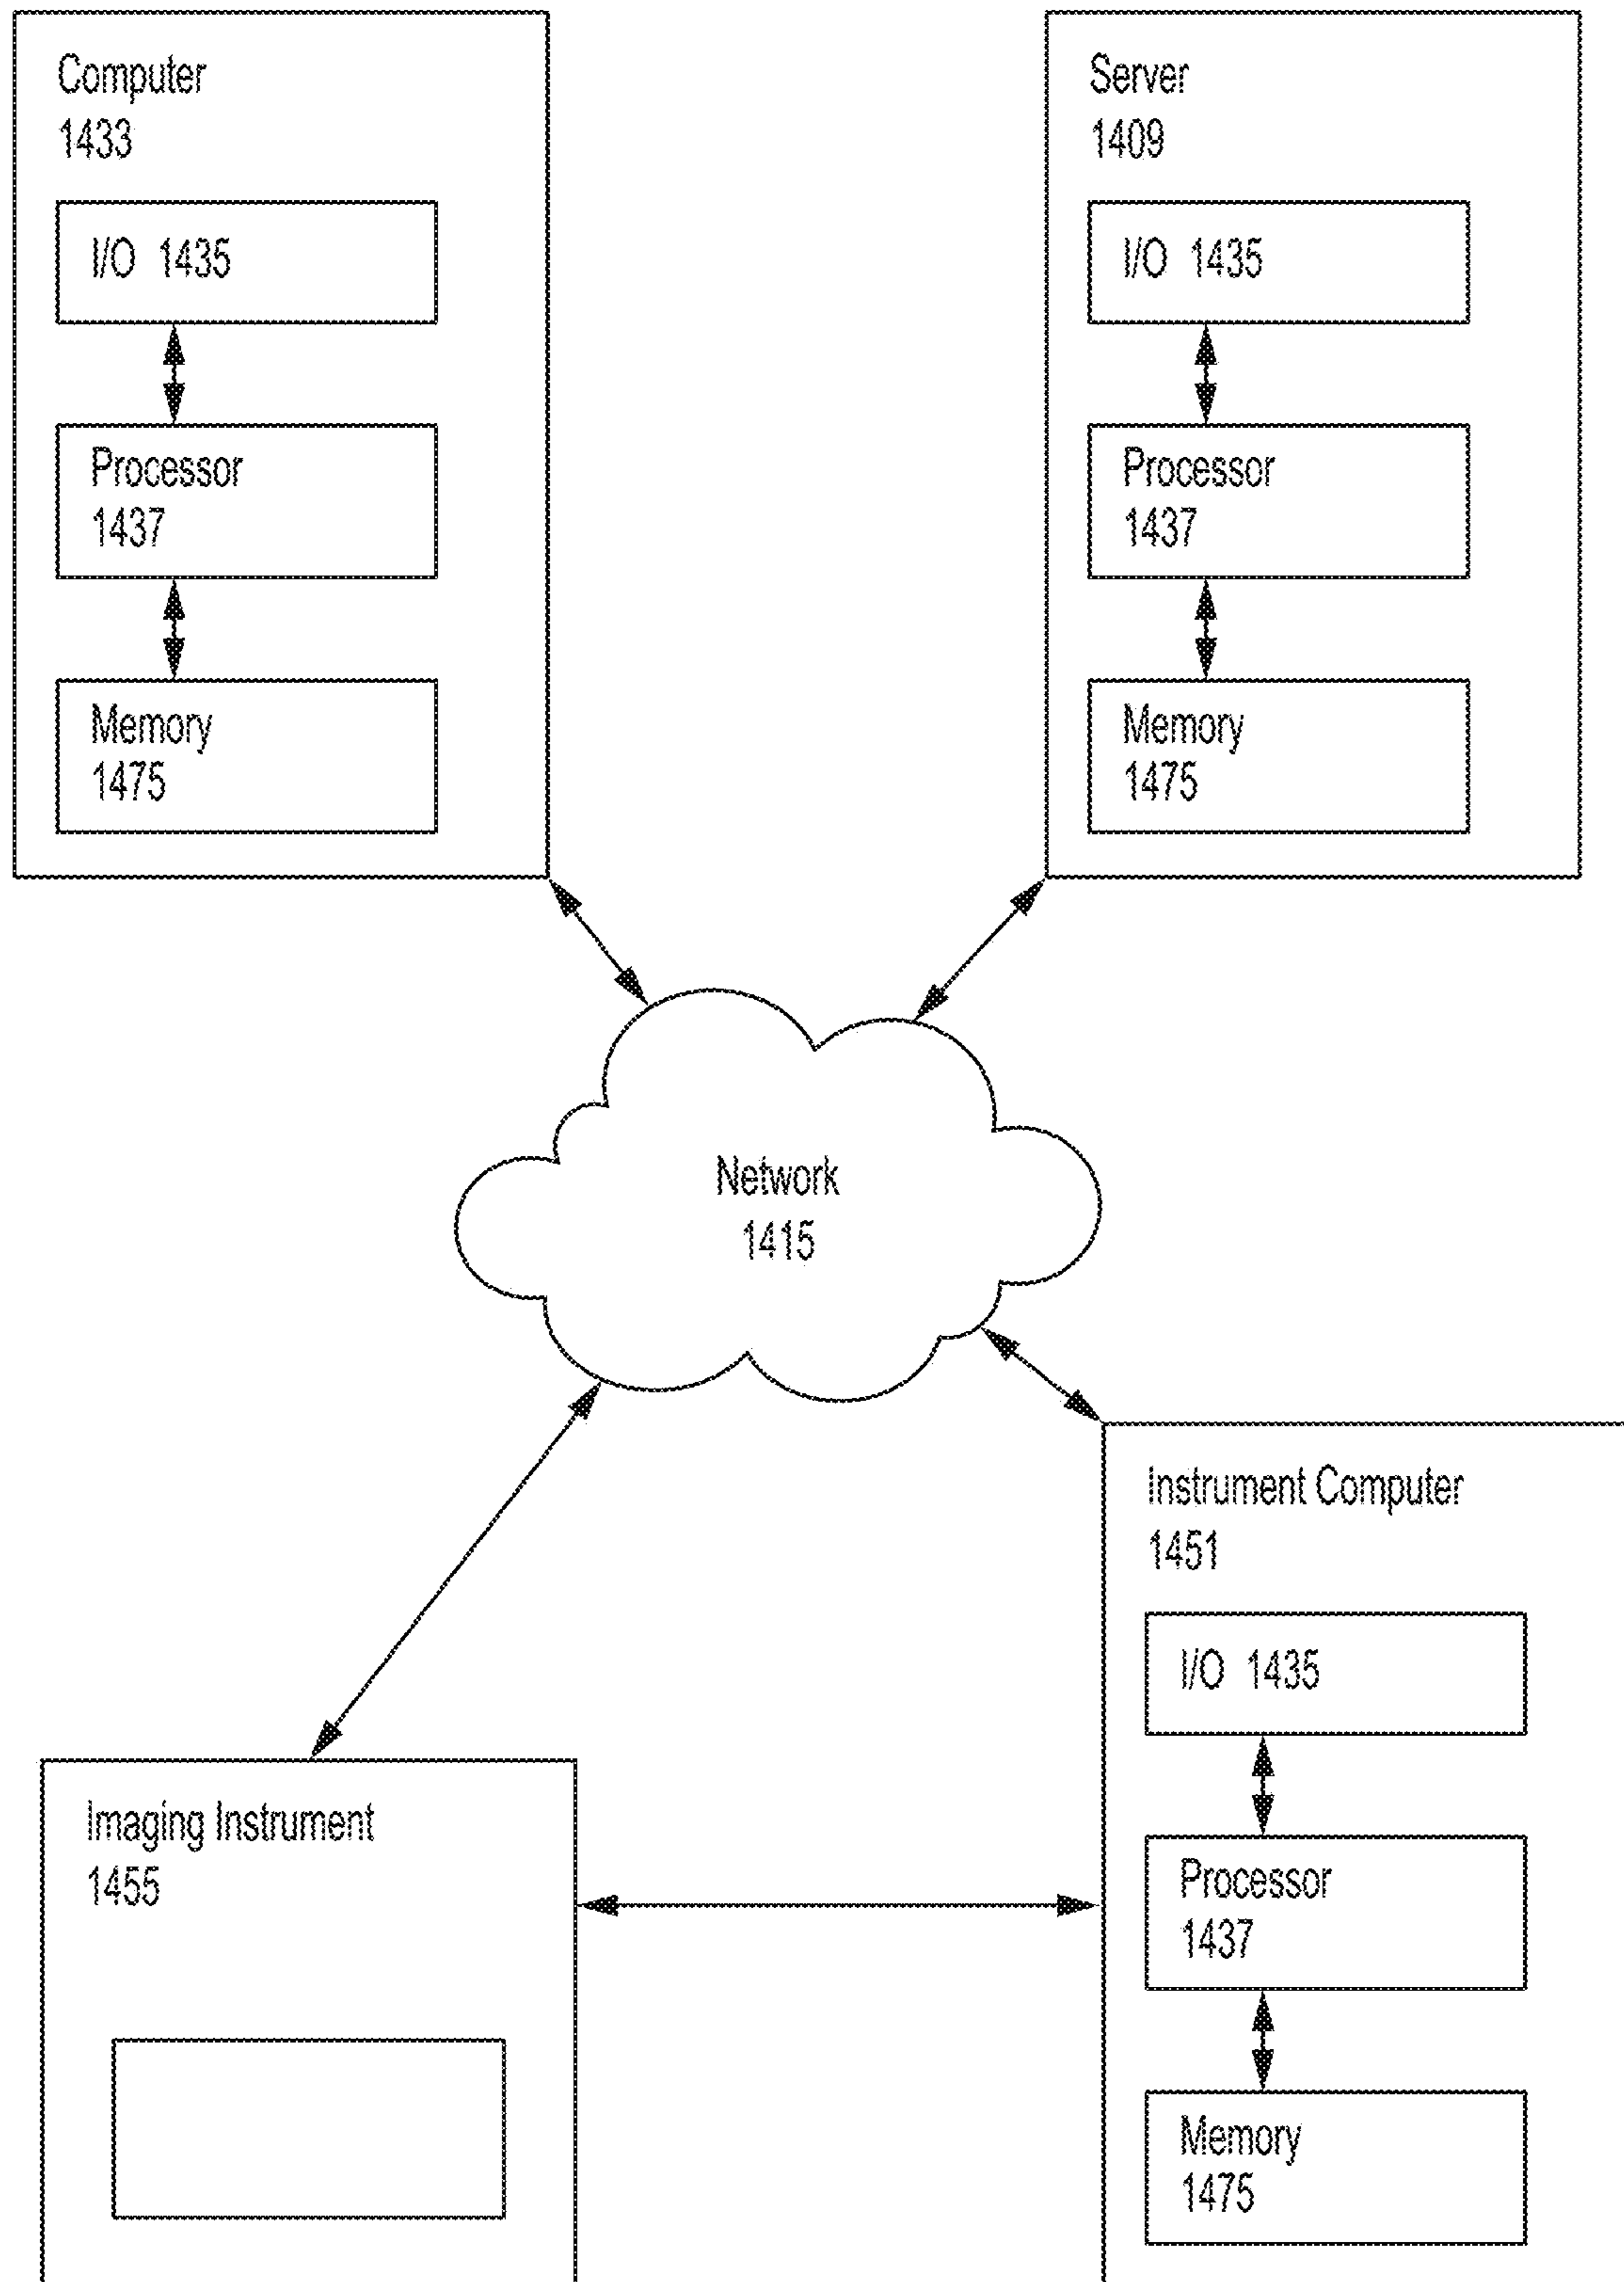 Computer
1433
I/O 1435
Processor
1437
Memory
1475
Server
1409
I/O 1435
Processor
1437
Memory
1475
Network
1415
Instrument Computer
1451
I/O 1435
Processor
1437
Memory
1475
Imaging Instrument
1455